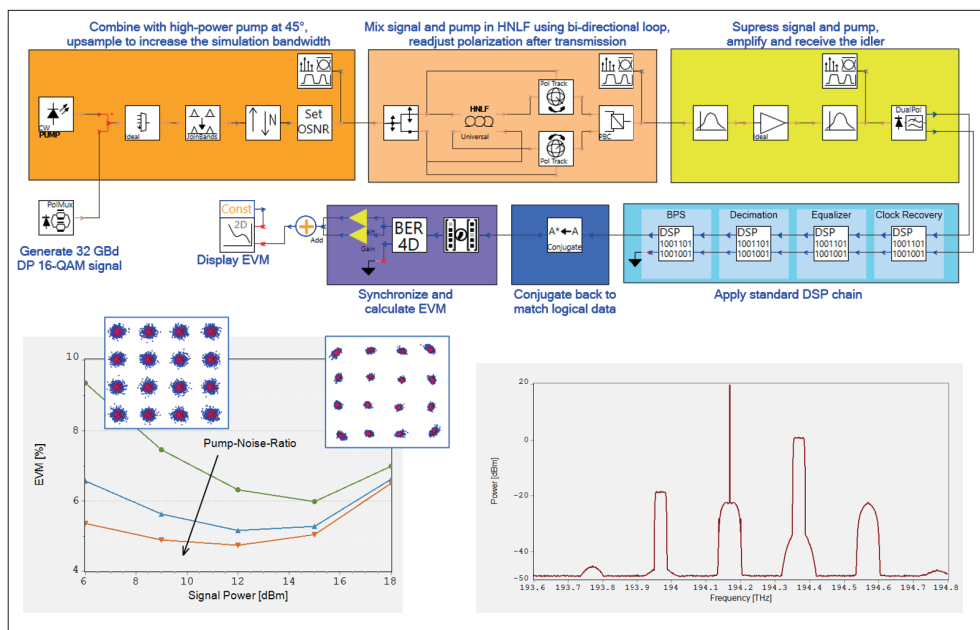 Combine with high-power pump at 45°,
upsample to increase the simulation bandwidth
Mix signal and pump in HNLF using bi-directional loop,
readjust polarization after transmission
Supress signal and pump,
amplify and receive the idler
CW
PUMP
Ideal
JoinBands
N
Set
OSNR
HNLF
Universal
Pol Track
Pol Track
PBC
Ideal
DualPol
PolMux
Generate 32 GBd
DP 16-QAM signal
Const
2D
Display EVM
Add
Gain
BER
4D
Synchronize and
calculate EVM
A*←A
Conjugate
Conjugate back to
match logical data
BPS
Decimation
Equalizer
Clock Recovery
DSP
1001101
1001001
DSP
1001101
1001001
DSP
1001101
1001001
DSP
1001101
1001001
Apply standard DSP chain
10
8
6
4
EVM [%]
Pump-Noise-Ratio
6
8
10
12
14
16
18
Signal Power [dBm]
20
0
-20
-40
-50
Power [dBm]
193.6 193.7 193.8 193.9 194 194.1 194.2 194.3 194.4 194.5 194.6 194.7 194.8
Frequency [THz]